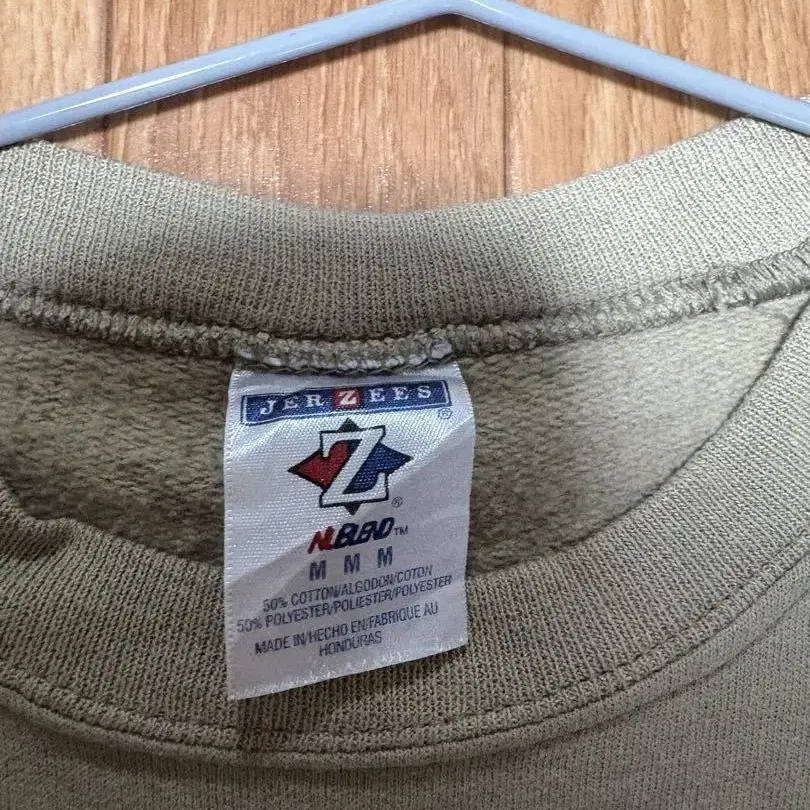 JERZEES®
Z®
NUBLEND™
M M M
50% COTTON/ALGODON/COTON
50% POLYESTER/POLIESTER/POLYESTER
MADE IN/HECHO EN/FABRIQUE AU
HONDURAS